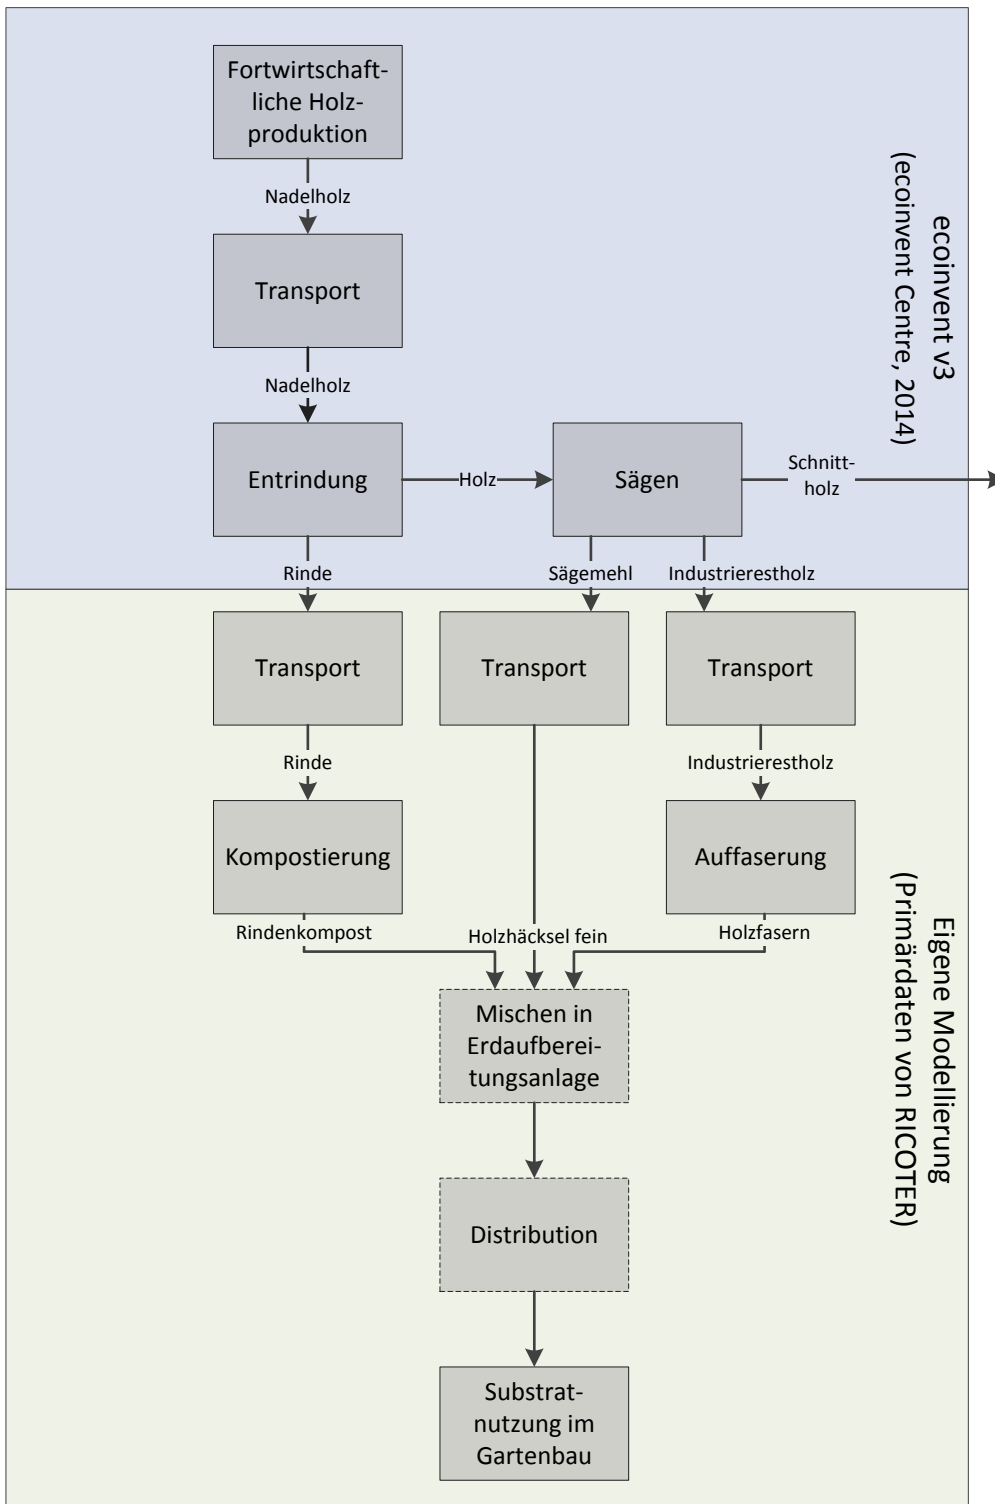 Fortwirtschaft-
liche Holz-
produktion
Nadelholz
Transport
Nadelholz
Entrindung
Holz
Sägen
Schnitt-
holz
ecoinvent v3
(ecoinvent Centre, 2014)
Rinde
Sägemehl
Industrierestholz
Transport
Transport
Transport
Rinde
Industrierestholz
Kompostierung
Auffaserung
Rindenkompost
Holzhäcksel fein
Holzfasern
Mischen in
Erdaufberei-
tungsanlage
Distribution
Substrat-
nutzung im
Gartenbau
Eigene Modellierung
(Primärdaten von RICOTER)